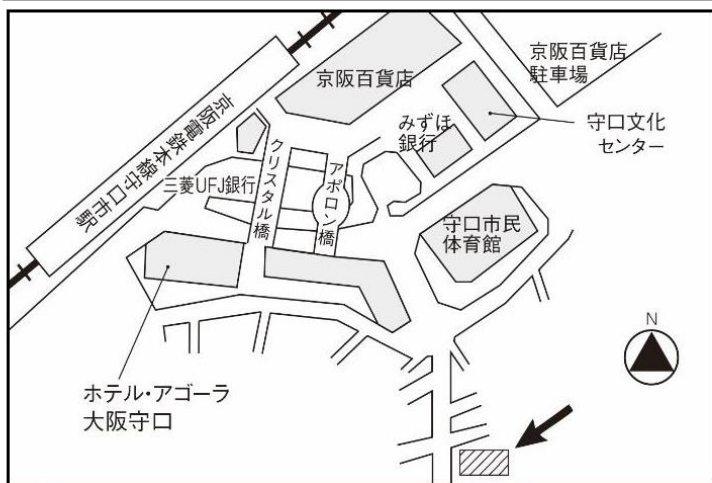 京阪百貨店
京阪百貨店
駐車場
みずほ
銀行
守口文化
センター
京阪電鉄本線守口市駅
三菱UFJ銀行
クリスタル橋
アポロン橋
守口市民
体育館
N
ホテル・アゴーラ
大阪守口